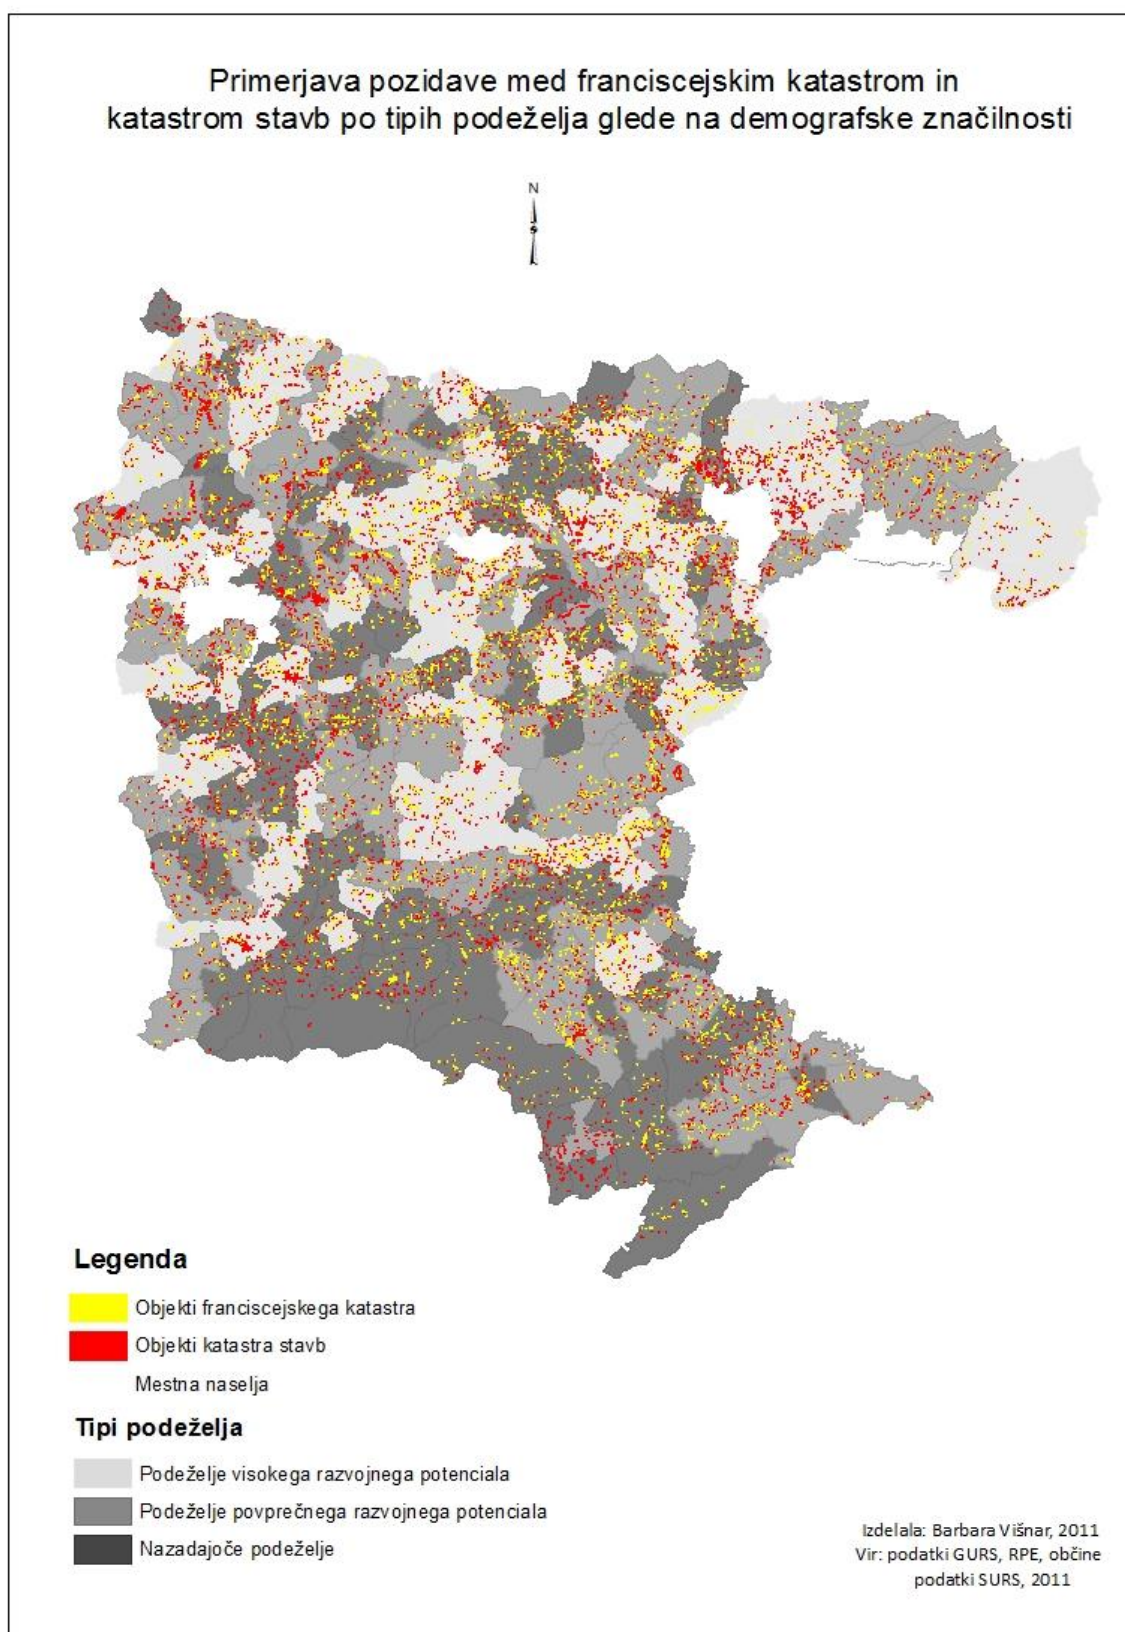 Primerjava pozidave med franciscejskim katastrom in
katastrom stavb po tipih podeželja glede na demografske značilnosti
N
S
Legenda
Objekti franciscejskega katastra
Objekti katastra stavb
Mestna naselja
Tipi podeželja
Podeželje visokega razvojnega potenciala
Podeželje povprečnega razvojnega potenciala
Nazadajoče podeželje
Izdelala: Barbara Višnar, 2011
Vir: podatki GURS, RPE, občine
podatki SURS, 2011